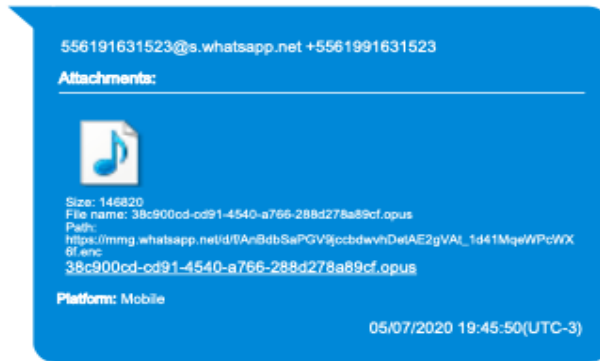 556191631523@s.whatsapp.net +5561991631523
Attachments:
Size: 146820
File name: 38c900cd-cd91-4540-a766-288d278a89cf.opus
Path:
https://mmg.whatsapp.net/d/f/AnBdbSaPGV9jccbdwvhDetAE2gVAt_1d41MqeWPcWX
6f.enc
38c900cd-cd91-4540-a766-288d278a89cf.opus
Platform: Mobile
05/07/2020 19:45:50(UTC-3)